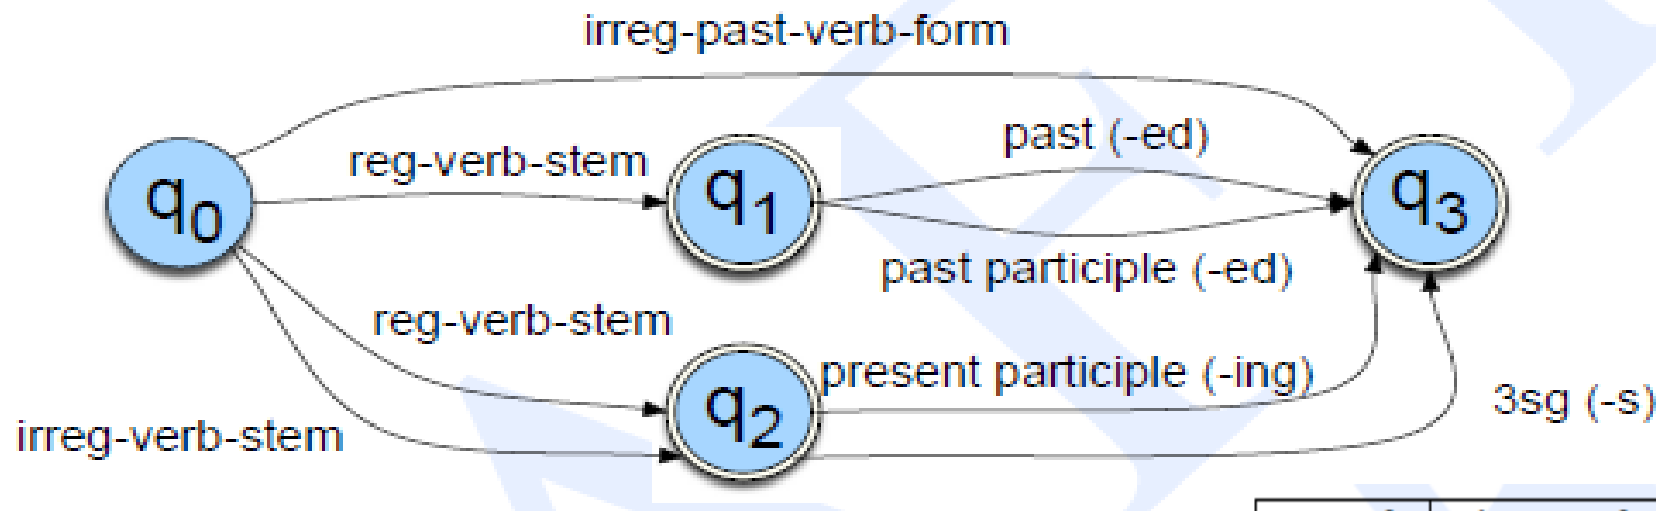 irreg-past-verb-form
past (-ed)
reg-verb-stem
q0
q1
q3
past participle (-ed)
reg-verb-stem
present participle (-ing)
q2
3sg (-s)
irreg-verb-stem